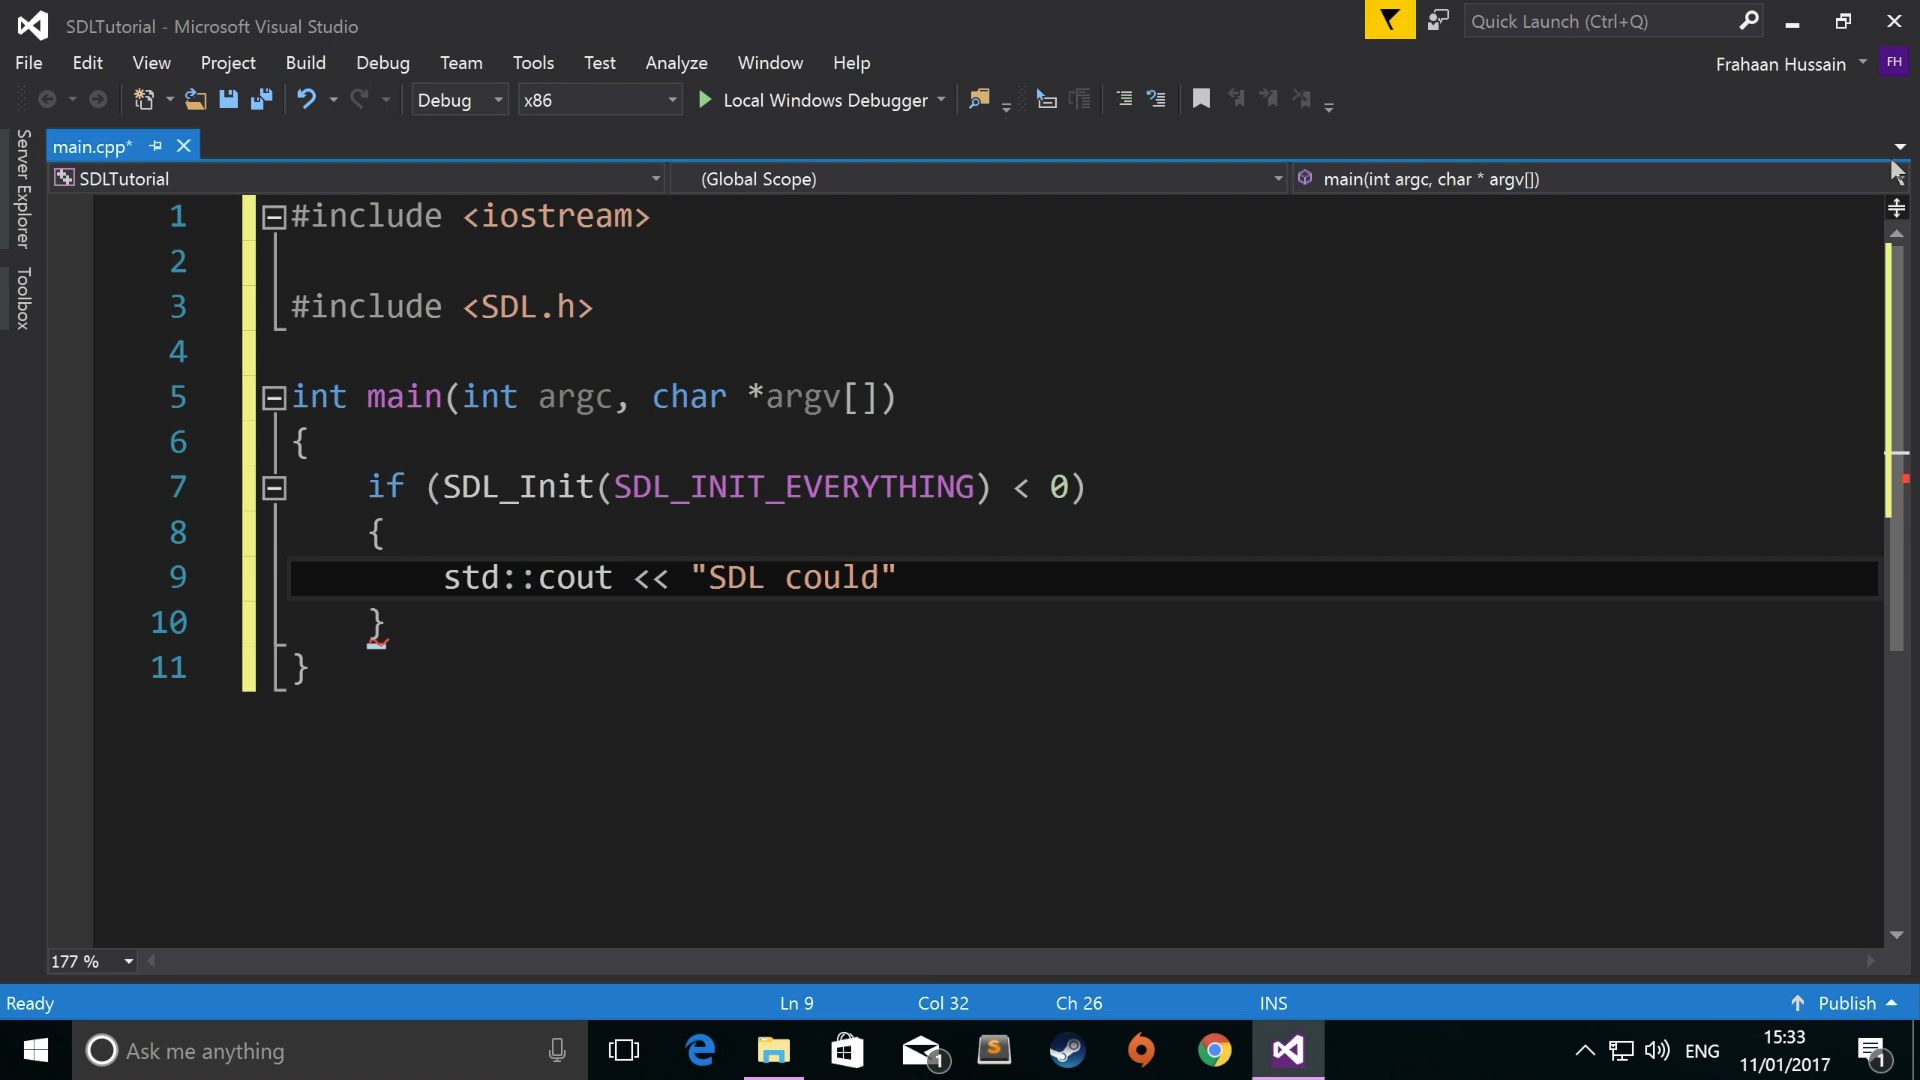 SDLTutorial - Microsoft Visual Studio
Quick Launch (Ctrl+Q)
File Edit View Project Build Debug Team Tools Test Analyze Window Help
Frahaan Hussain FH
Debug x86 Local Windows Debugger
Server Explorer
Toolbox
main.cpp*
SDLTutorial (Global Scope) main(int argc, char * argv[])
1 #include <iostream>
2
3 #include <SDL.h>
4
5 int main(int argc, char *argv[])
6 {
7 if (SDL_Init(SDL_INIT_EVERYTHING) < 0)
8 {
9 std::cout << "SDL could"
10 }
11 }
177 %
Ready Ln 9 Col 32 Ch 26 INS Publish
Ask me anything 1 S ENG 15:33
11/01/2017 1